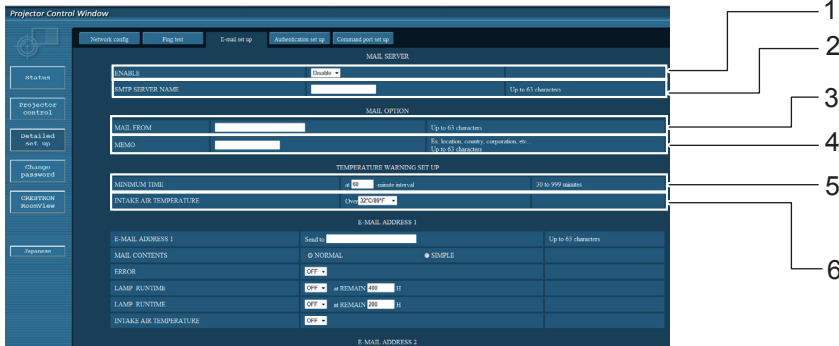 Projector Control Window
Network config
Ping test
E-mail set up
Authentication set up
Command port set up
Status
Projector
control
Detailed
set up
Change
password
CRESTRON
RoomView
Japanese
MAIL SERVER
ENABLE Disable
SMTP SERVER NAME Up to 63 characters
MAIL OPTION
MAIL FROM Up to 63 characters
MEMO Ex. location, country, corporation, etc...
Up to 63 characters
TEMPERATURE WARNING SET UP
MINIMUM TIME at 60 -minute interval 30 to 999 minutes
INTAKE AIR TEMPERATURE Over 32°C/89°F
E-MAIL ADDRESS 1
E-MAIL ADDRESS 1 Send to Up to 63 characters
MAIL CONTENTS NORMAL SIMPLE
ERROR OFF
LAMP RUNTIME OFF at REMAIN 400 H
LAMP RUNTIME OFF at REMAIN 200 H
INTAKE AIR TEMPERATURE OFF
E-MAIL ADDRESS 2
1
2
3
4
5
6